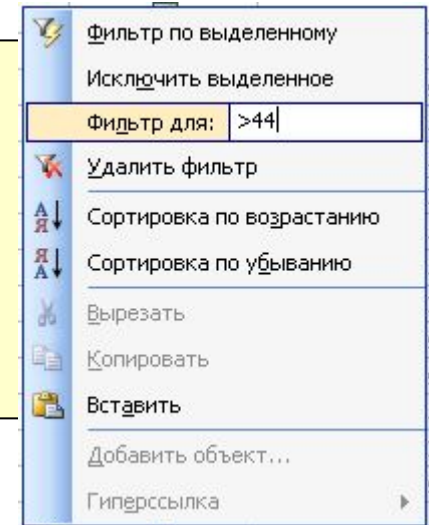 Фильтр по выделенному
Исключить выделенное
Фильтр для: >44
Удалить фильтр
Сортировка по возрастанию
Сортировка по убыванию
Вырезать
Копировать
Вставить
Добавить объект...
Гиперссылка